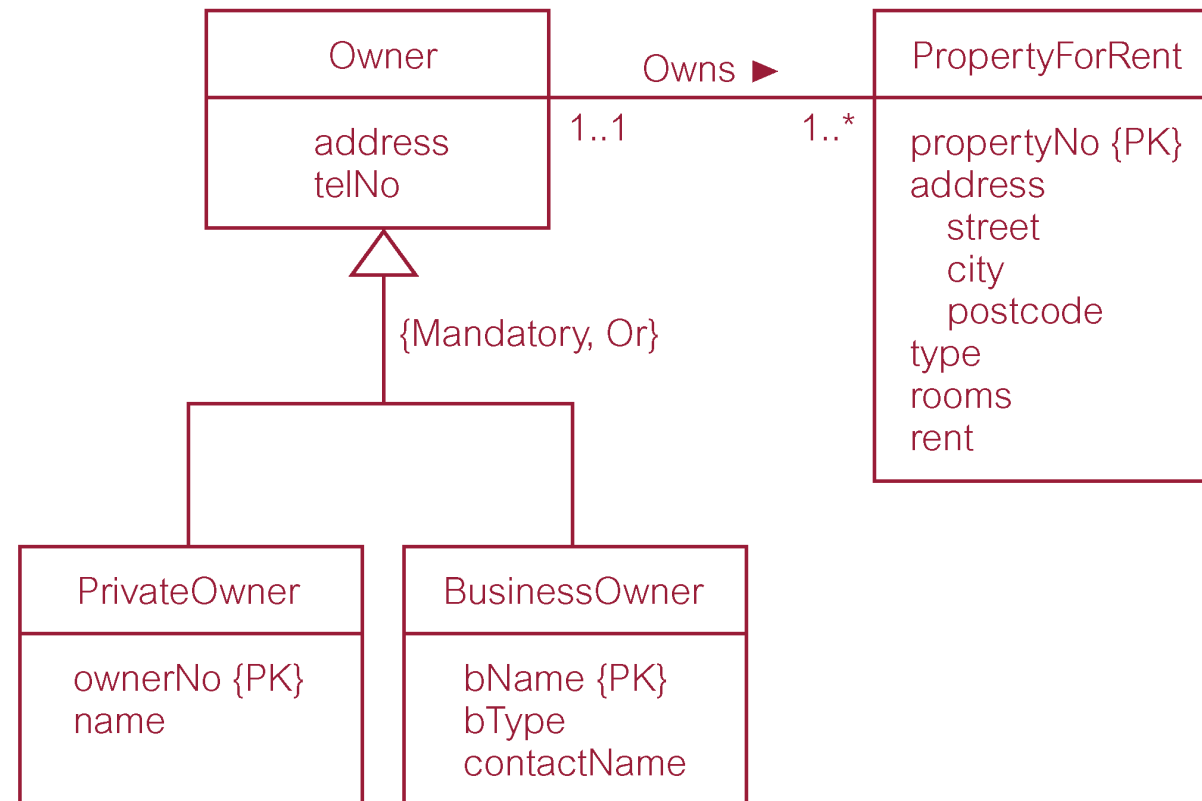 Owner
address
telNo
Owns ►
1..1
1..*
PropertyForRent
propertyNo {PK}
address
street
city
postcode
type
rooms
rent
{Mandatory, Or}
PrivateOwner
ownerNo {PK}
name
BusinessOwner
bName {PK}
bType
contactName